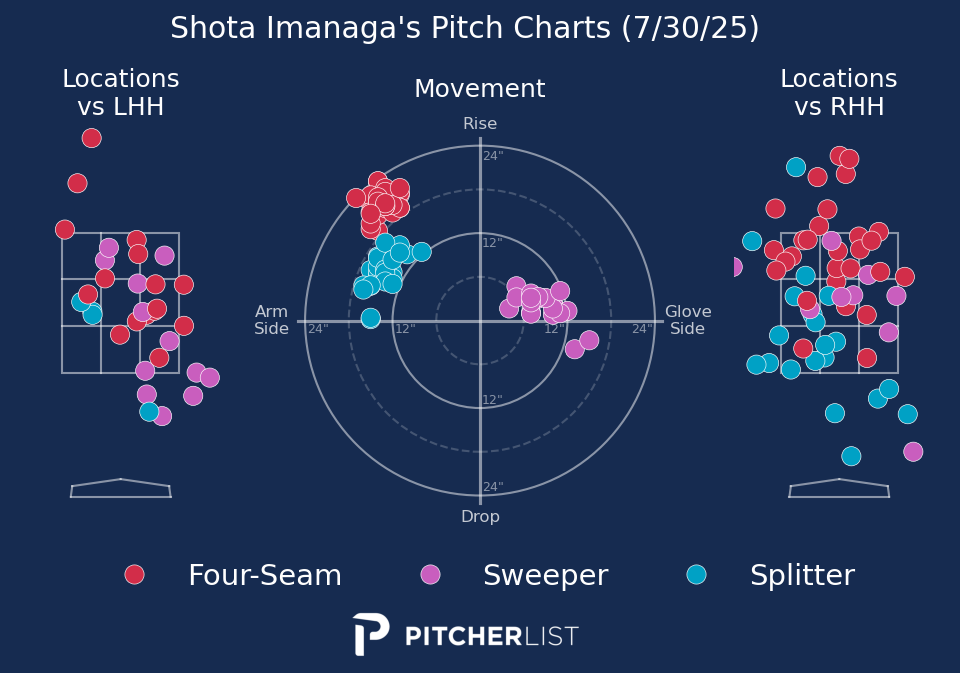 Shota Imanaga's Pitch Charts (7/30/25)
Locations
vs LHH
Movement
Locations
vs RHH
Rise
24"
12"
Arm
Side
24"
12"
12"
24"
Glove
Side
12"
24"
Drop
Four-Seam
Sweeper
Splitter
PITCHERLIST